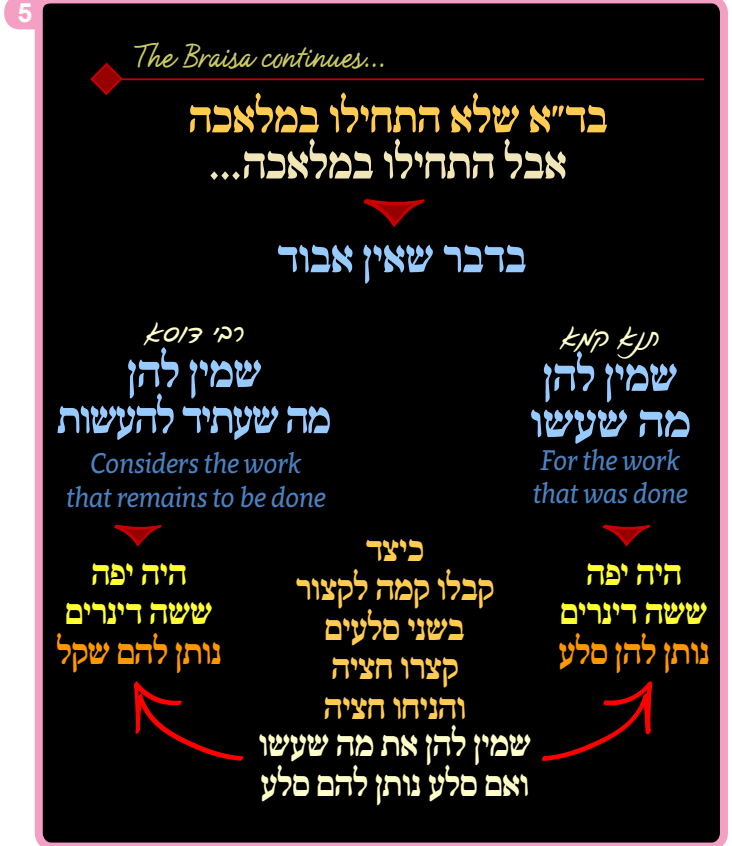 5
The Braisa continues...
בד"א שלא התחילו במלאכה
אבל התחילו במלאכה...
בדבר שאין אבוד
תנא קמא
שמין להן
מה שעשו
For the work
that was done
היה יפה
ששה דינרים
נותן להן סלע
רבי דוסא
שמין להן
מה שעתיד להעשות
Considers the work
that remains to be done
היה יפה
ששה דינרים
נותן להם שקל
כיצד
קבלו קמה לקצור
בשני סלעים
קצרו חציה
והניחו חציה
שמין להן את מה שעשו
ואם סלע נותן להם סלע